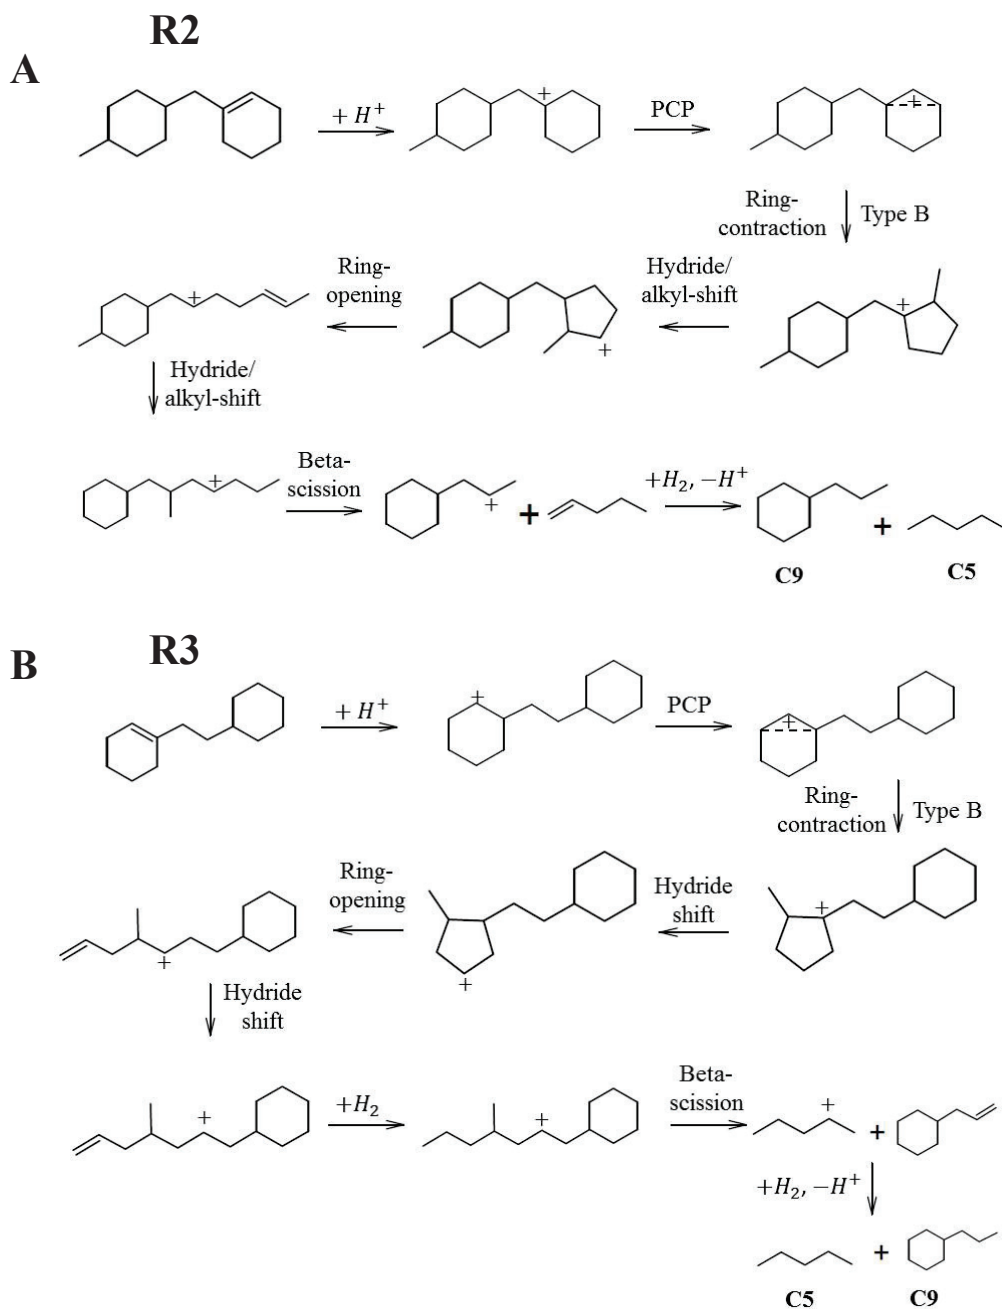 R2
A
+ H⁺
+
PCP
+
Ring-
contraction
Type B
+
Hydride/
alkyl-shift
+
Ring-
opening
+
Hydride/
alkyl-shift
+
Beta-
scission
+
+
+H₂, −H⁺
+
C9
C5
R3
B
+ H⁺
+
PCP
+
Ring-
contraction
Type B
+
Hydride
shift
+
Ring-
opening
+
Hydride
shift
+
+H₂
+
Beta-
scission
+
+
+H₂, −H⁺
+
C5
C9